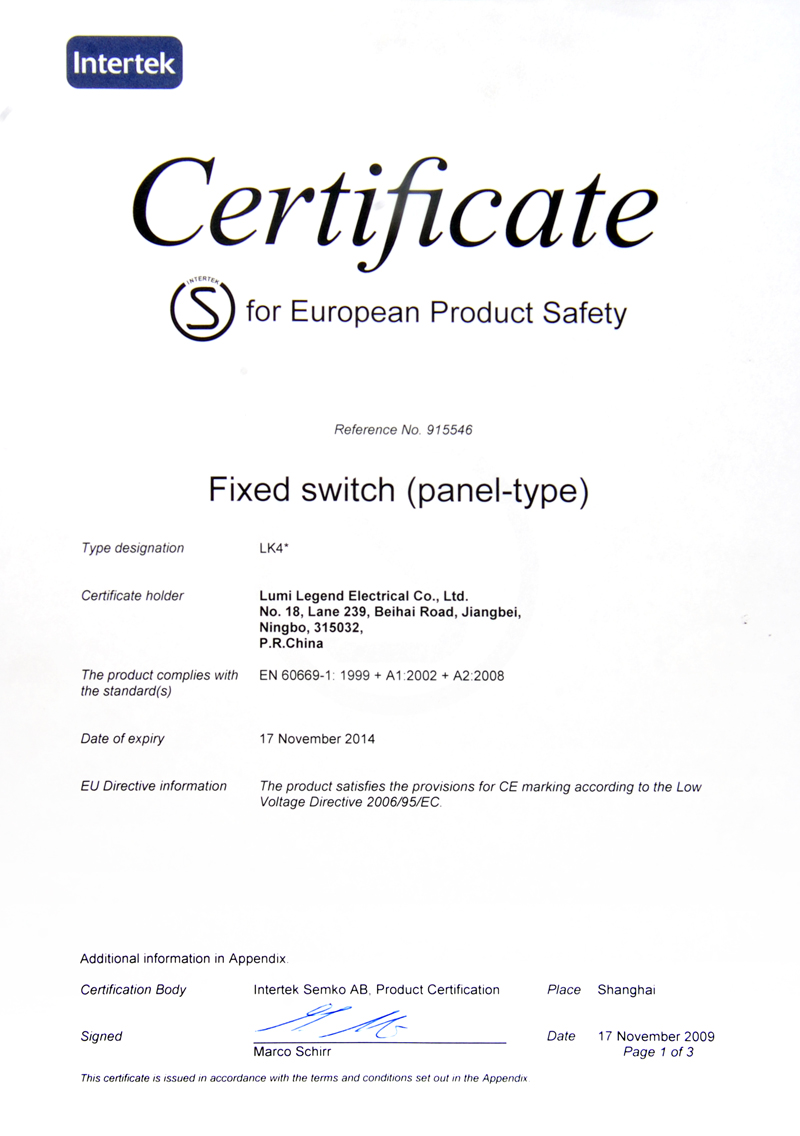 Intertek
Certificate
INTERTEK
S for European Product Safety
Reference No. 915546
Fixed switch (panel-type)
Type designation LK4*
Certificate holder Lumi Legend Electrical Co., Ltd.
No. 18, Lane 239, Beihai Road, Jiangbei,
Ningbo, 315032,
P.R.China
The product complies with EN 60669-1: 1999 + A1:2002 + A2:2008
the standard(s)
Date of expiry 17 November 2014
EU Directive information The product satisfies the provisions for CE marking according to the Low
Voltage Directive 2006/95/EC.
Additional information in Appendix.
Certification Body Intertek Semko AB, Product Certification Place Shanghai
Signed Date 17 November 2009
Marco Schirr Page 1 of 3
This certificate is issued in accordance with the terms and conditions set out in the Appendix